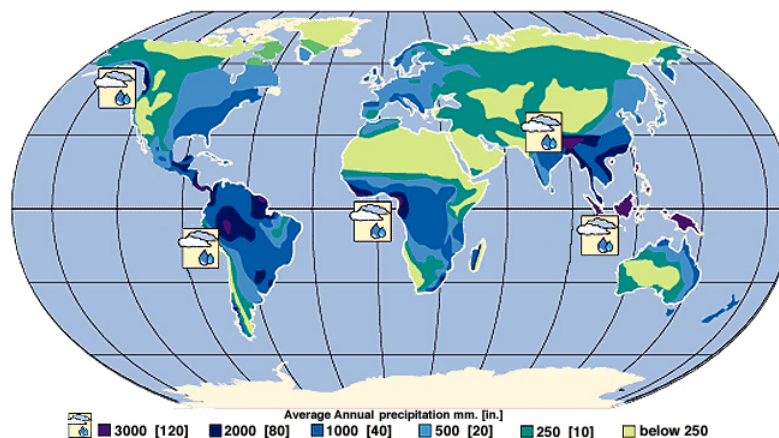 Average Annual precipitation mm. [in.]
3000 [120] 2000 [80] 1000 [40] 500 [20] 250 [10] below 250